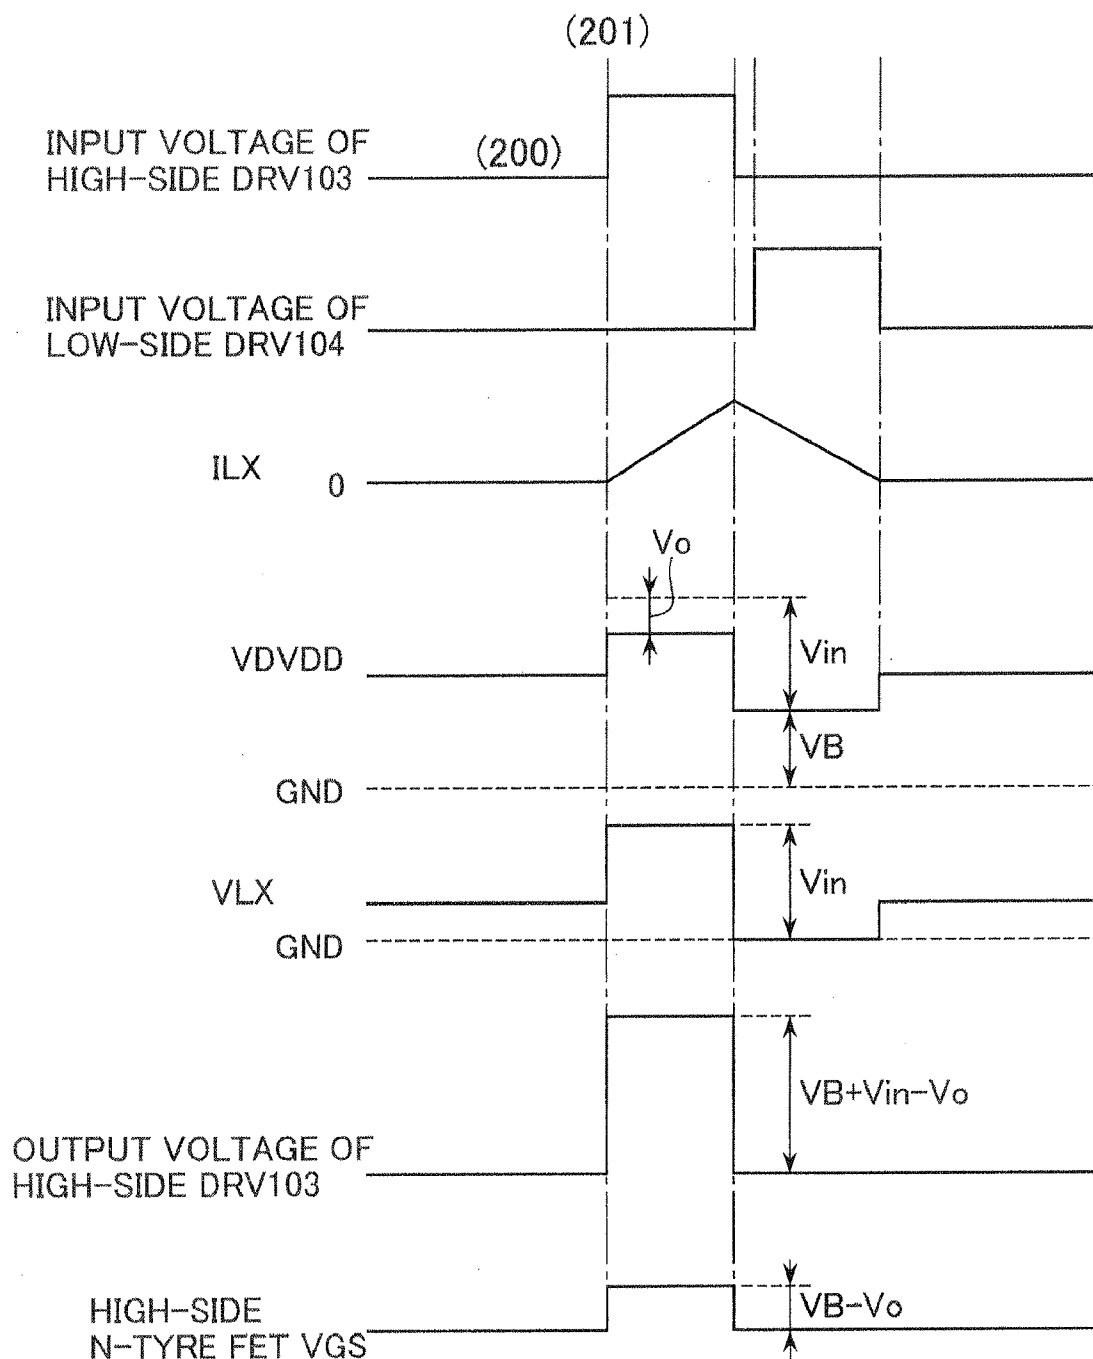 (201)
INPUT VOLTAGE OF
HIGH-SIDE DRV103
(200)
INPUT VOLTAGE OF
LOW-SIDE DRV104
ILX
0
Vo
VDVDD
Vin
VB
GND
VLX
Vin
GND
VB+Vin-Vo
OUTPUT VOLTAGE OF
HIGH-SIDE DRV103
HIGH-SIDE
N-TYRE FET VGS
VB-Vo